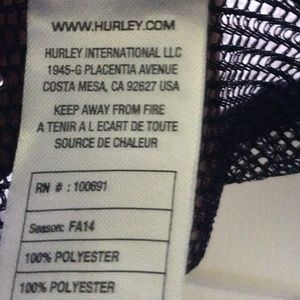 WWW.HURLEY.COM
HURLEY INTERNATIONAL LLC
1945-G PLACENTIA AVENUE
COSTA MESA, CA 92627 USA
KEEP AWAY FROM FIRE
A TENIR A L ECART DE TOUTE
SOURCE DE CHALEUR
RN # : 100691
Season: FA14
100% POLYESTER
100% POLYESTER